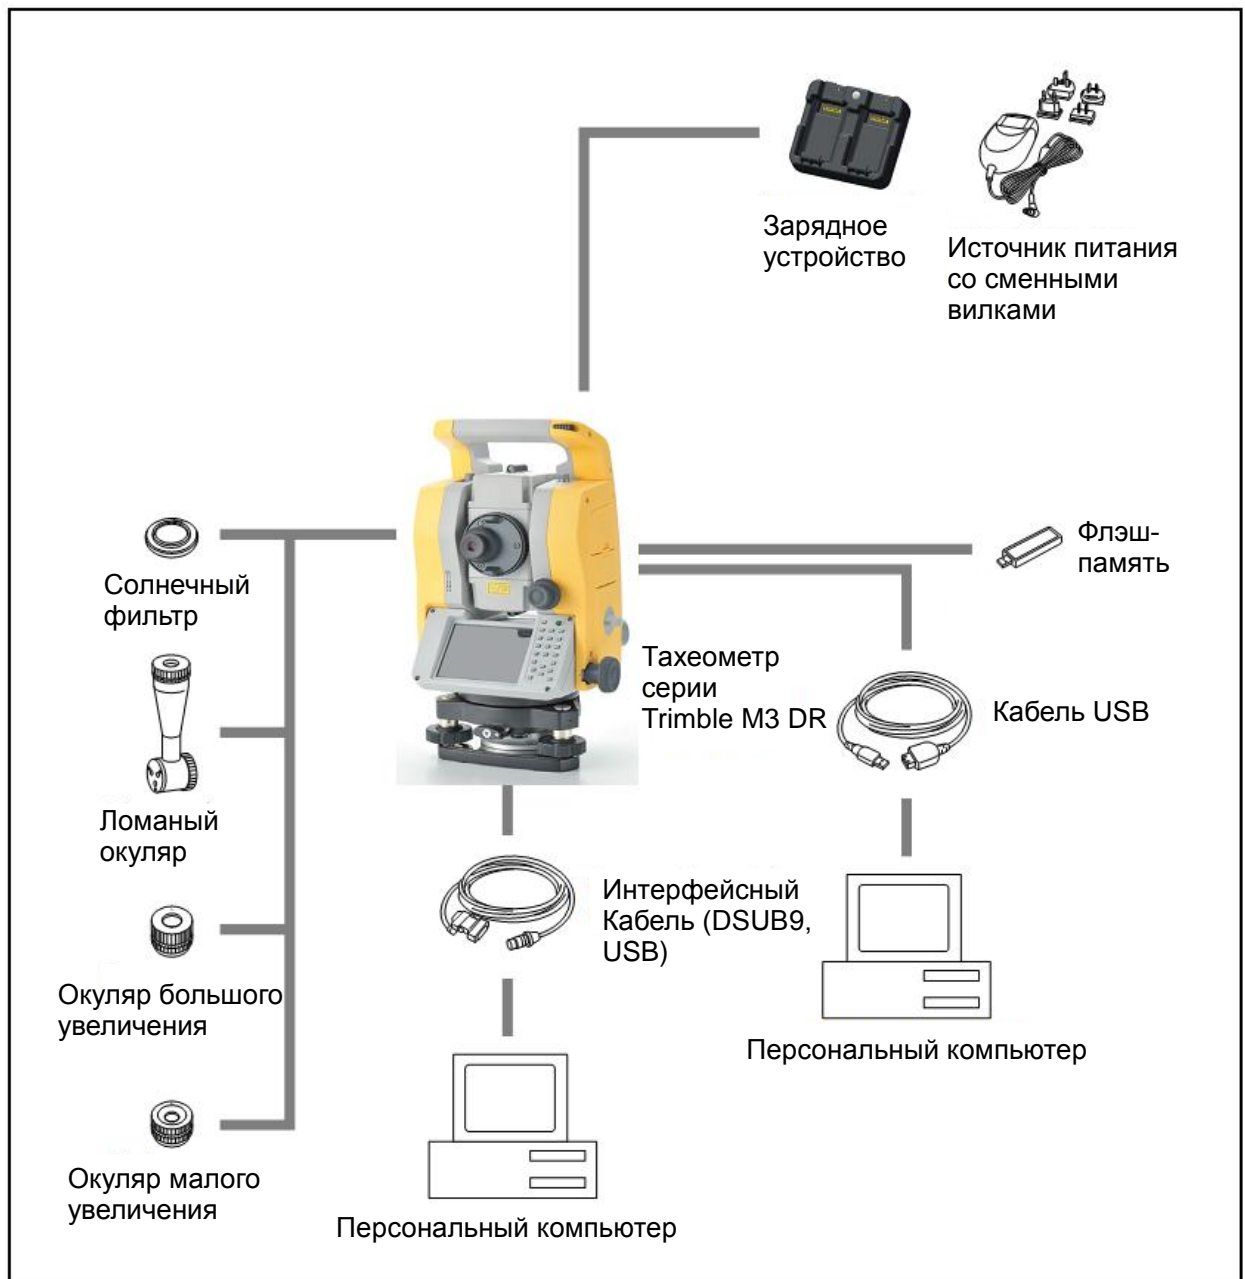 Зарядное
устройство
Источник питания
со сменными
вилками
Флэш-
память
Солнечный
фильтр
Тахеометр
серии
Trimble M3 DR
Кабель USB
Ломаный
окуляр
Интерфейсный
Кабель (DSUB9,
USB)
Окуляр большого
увеличения
Персональный компьютер
Окуляр малого
увеличения
Персональный компьютер